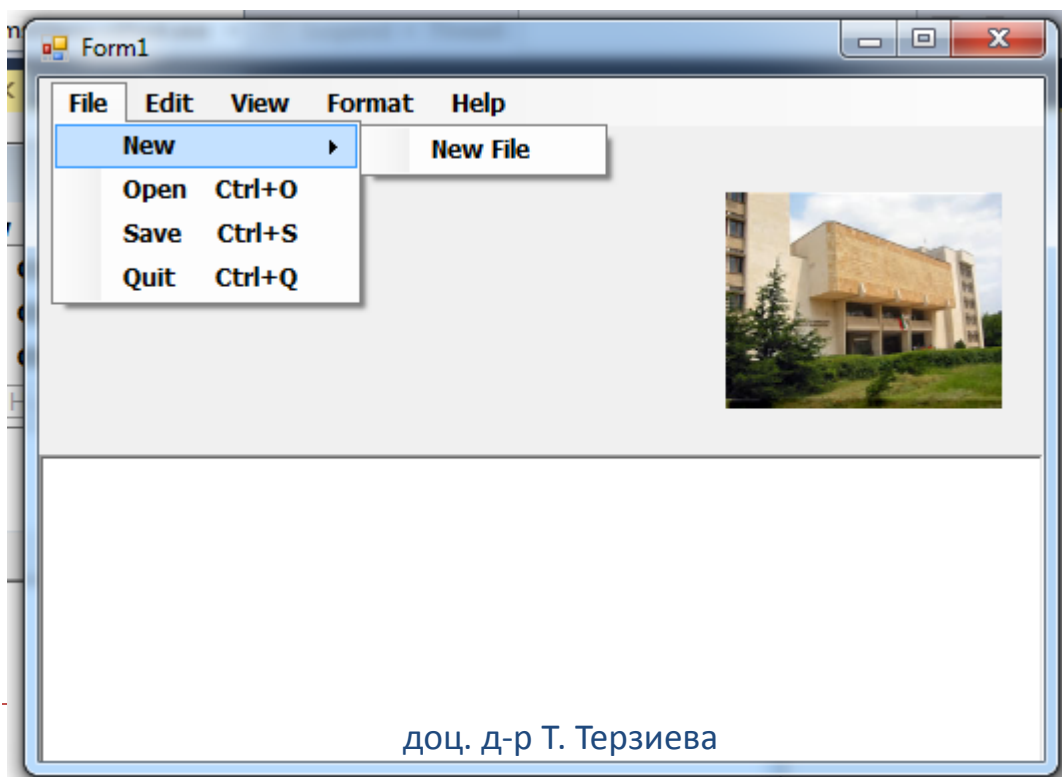 Form1
File Edit View Format Help
New New File
Open Ctrl+O
Save Ctrl+S
Quit Ctrl+Q
доц. д-р Т. Терзиева